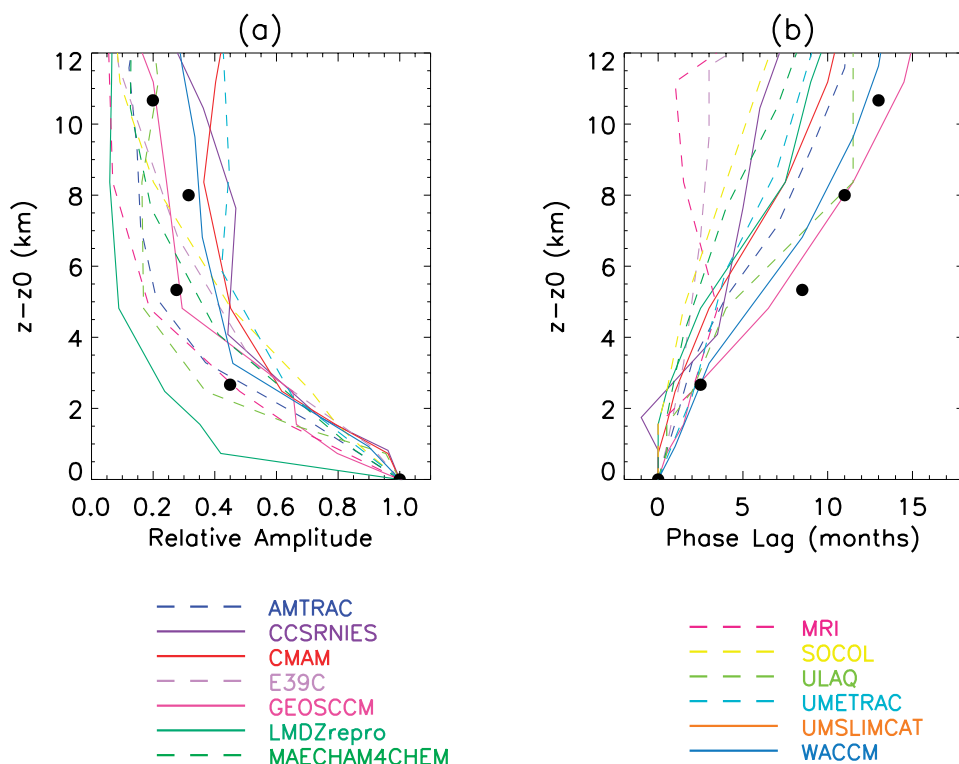 (a)
12
10
8
6
4
2
0
z−z0 (km)
0.0 0.2 0.4 0.6 0.8 1.0
Relative Amplitude
(b)
12
10
8
6
4
2
0
z−z0 (km)
0 5 10 15
Phase Lag (months)
AMTRAC
CCSRNIES
CMAM
E39C
GEOSCCM
LMDZrepro
MAECHAM4CHEM
MRI
SOCOL
ULAQ
UMETRAC
UMSLIMCAT
WACCM